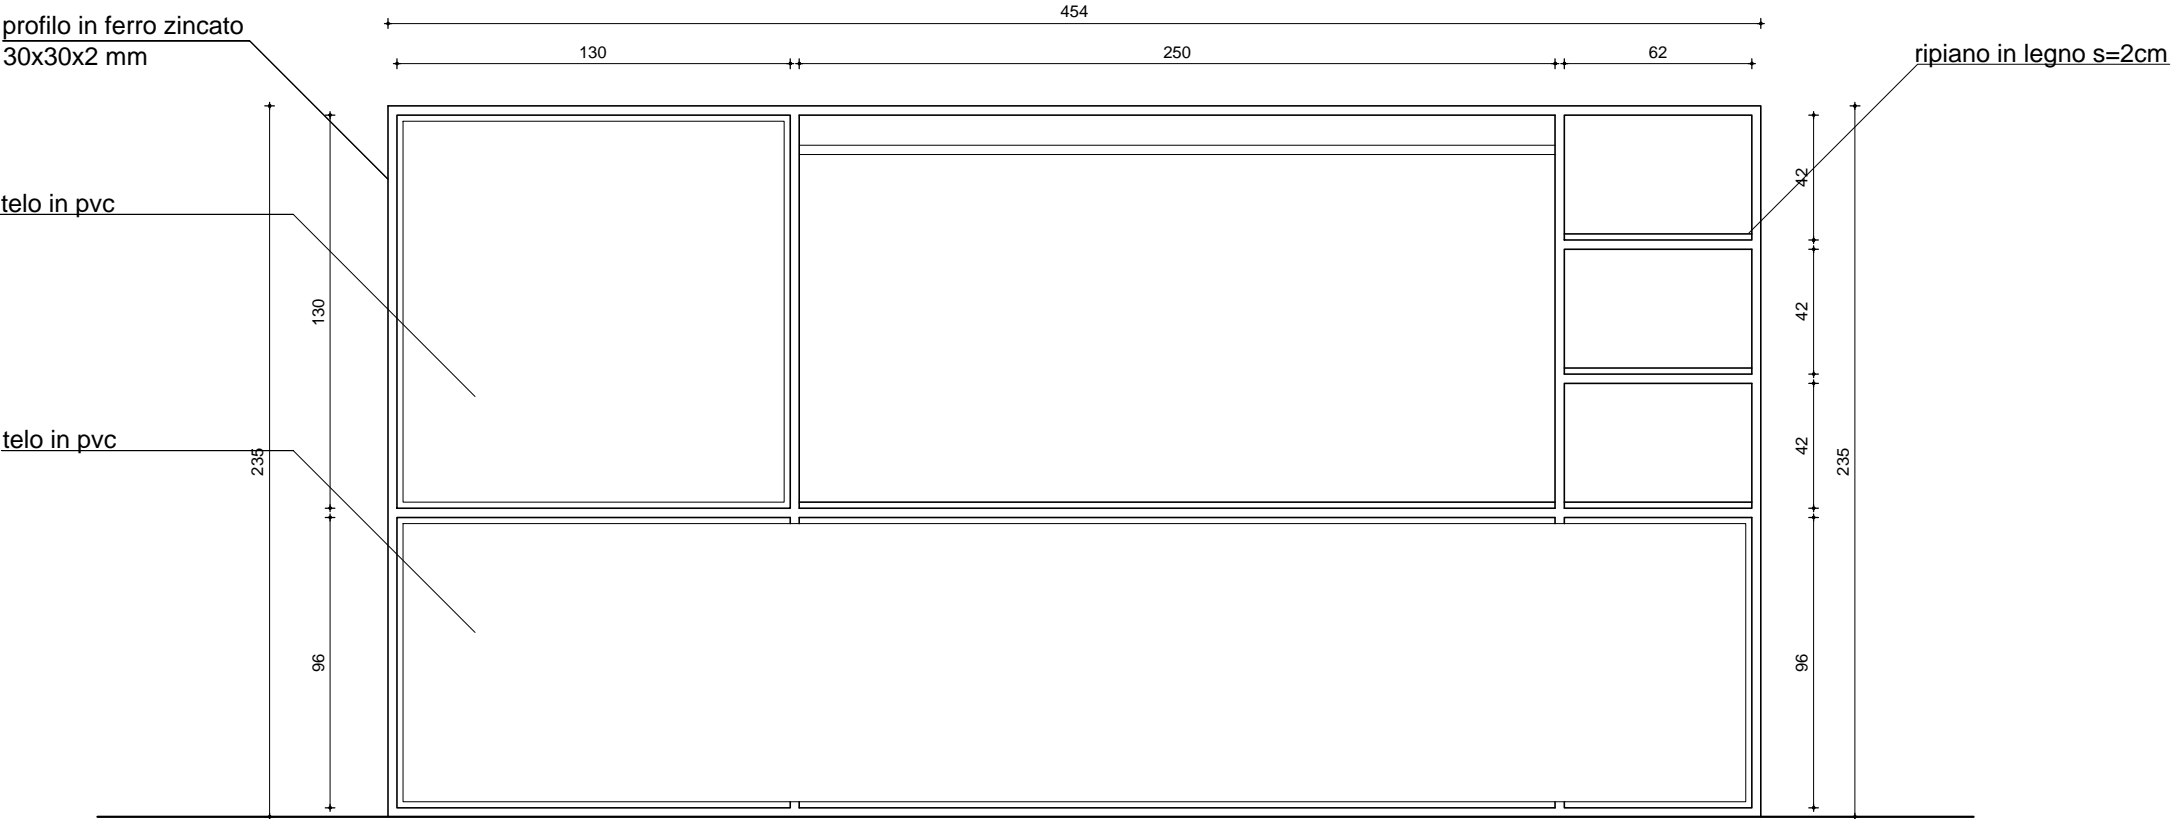 454
profilo in ferro zincato
30x30x2 mm
130
250
62
ripiano in legno s=2cm
42
telo in pvc
130
42
telo in pvc
235
42
235
96
96